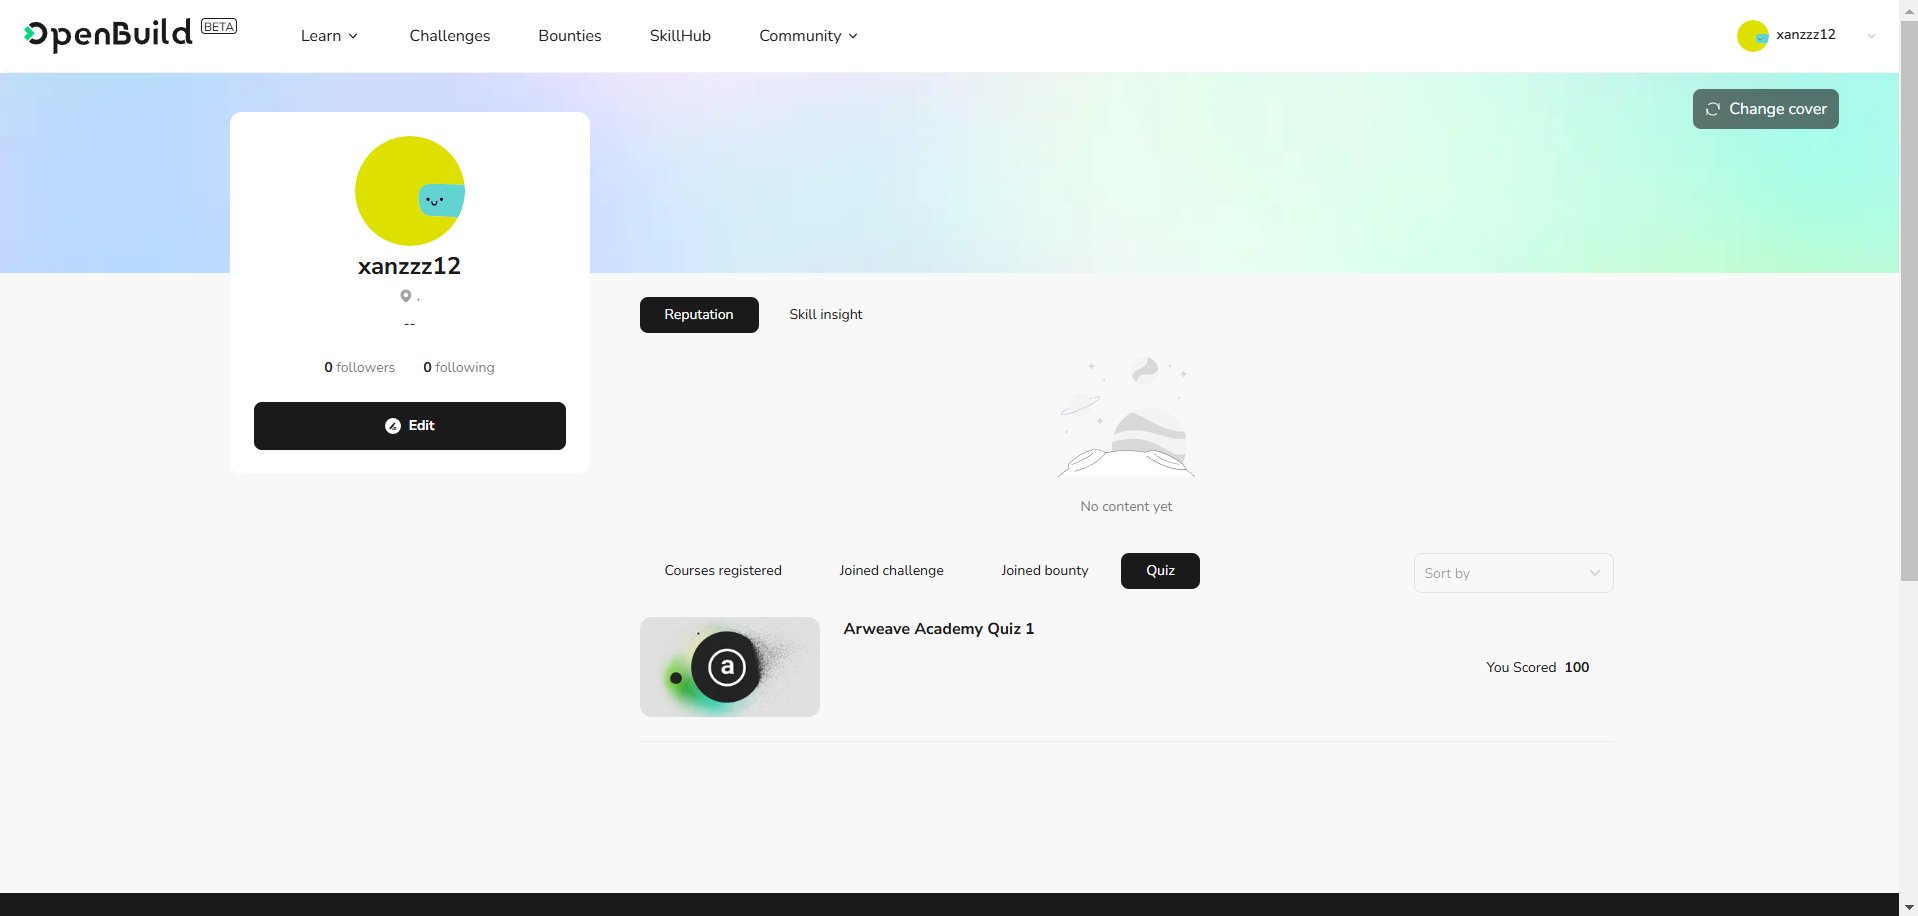 OpenBuild BETA Learn Challenges Bounties SkillHub Community xanzzz12
Change cover
xanzzz12
,
--
0 followers 0 following
Edit
Reputation Skill insight
No content yet
Courses registered Joined challenge Joined bounty Quiz Sort by
a
Arweave Academy Quiz 1
You Scored 100